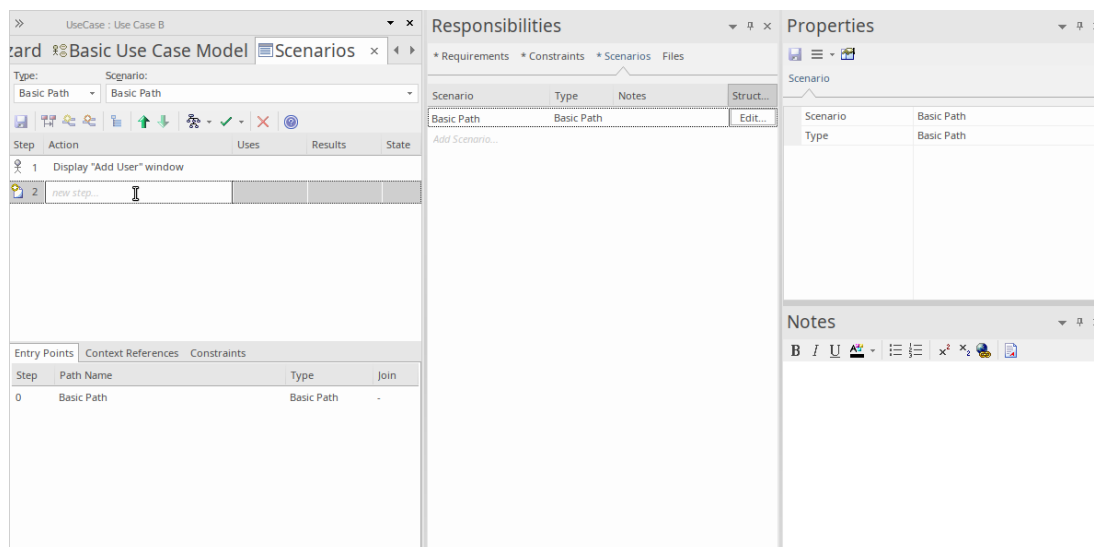 UseCase : Use Case B
zard Basic Use Case Model Scenarios
Type: Scenario:
Basic Path Basic Path
Step Action Uses Results State
1 Display "Add User" window
2 new step...
Entry Points Context References Constraints
Step Path Name Type Join
0 Basic Path Basic Path -
Responsibilities
* Requirements * Constraints * Scenarios Files
Scenario Type Notes Struct...
Basic Path Basic Path Edit...
Add Scenario...
Properties
Scenario
Scenario Basic Path
Type Basic Path
Notes
B I U A x² x₂